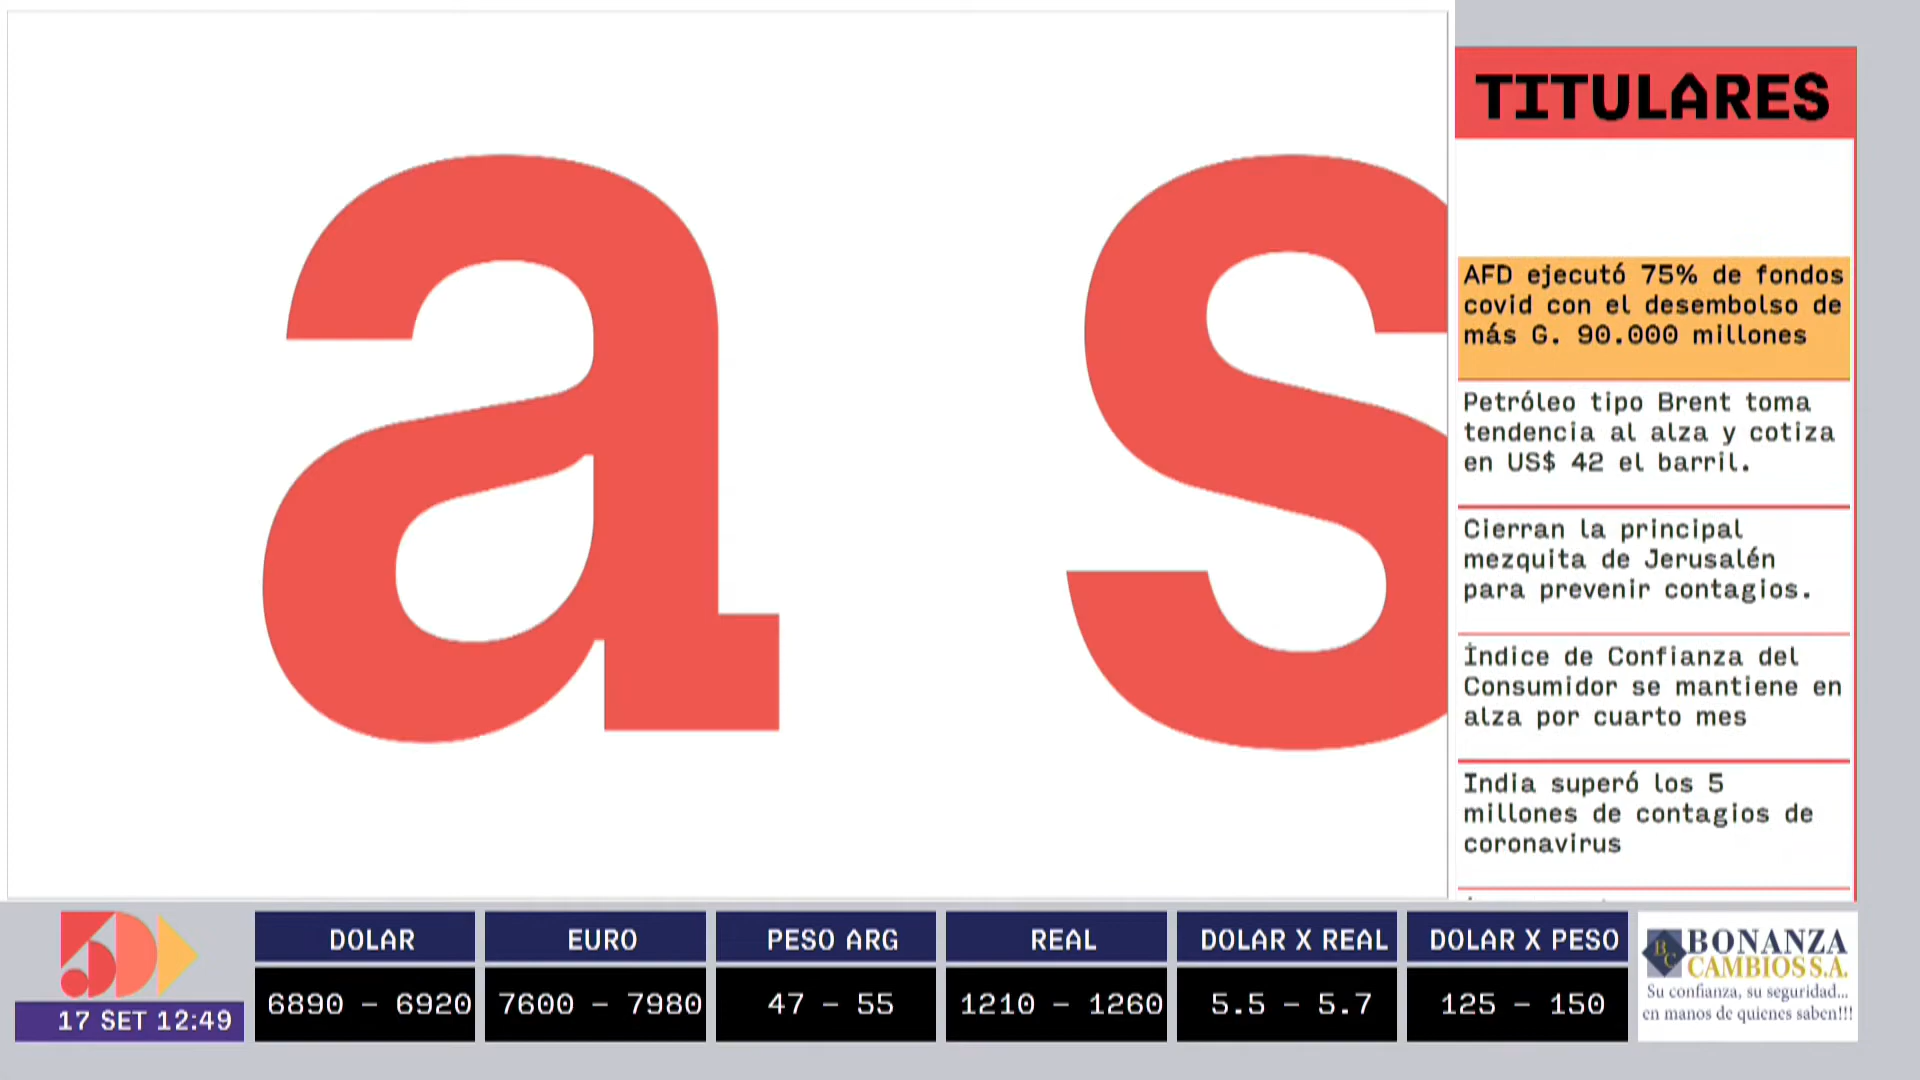 a s
TITULARES
AFD ejecutó 75% de fondos
covid con el desembolso de
más G. 90.000 millones
Petróleo tipo Brent toma
tendencia al alza y cotiza
en US$ 42 el barril.
Cierran la principal
mezquita de Jerusalén
para prevenir contagios.
Índice de Confianza del
Consumidor se mantiene en
alza por cuarto mes
India superó los 5
millones de contagios de
coronavirus
5D
17 SET 12:49
DOLAR
6890 - 6920
EURO
7600 - 7980
PESO ARG
47 - 55
REAL
1210 - 1260
DOLAR X REAL
5.5 - 5.7
DOLAR X PESO
125 - 150
BC
BONANZA
CAMBIOS S.A.
Su confianza, su seguridad...
en manos de quienes saben!!!